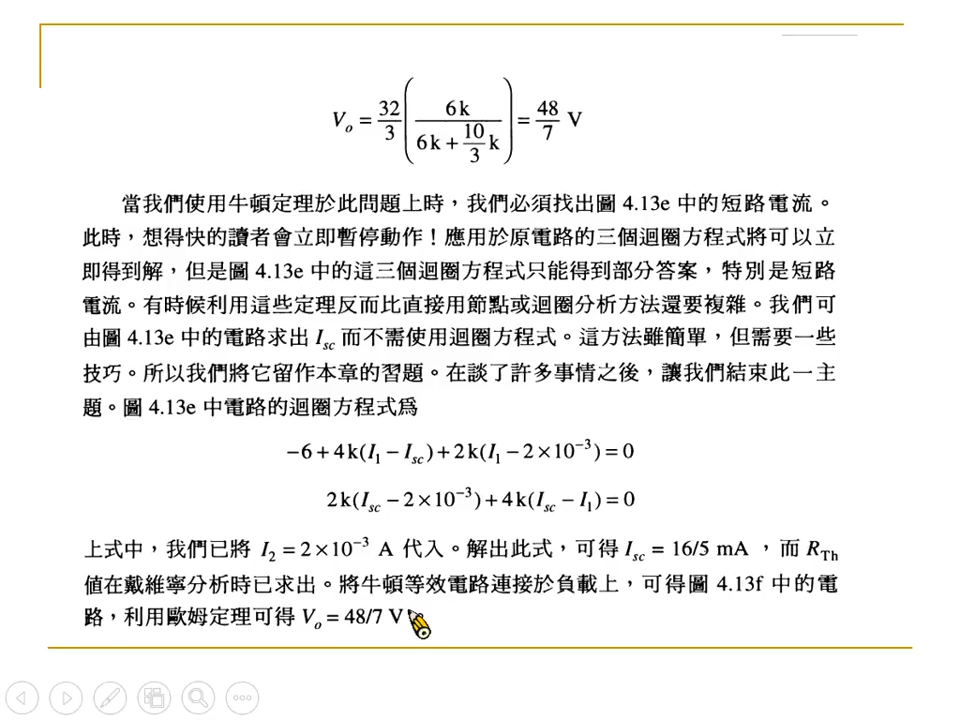 V_o = 32/3 ( 6k / (6k + 10/3 k) ) = 48/7 V
當我們使用牛頓定理於此問題上時，我們必須找出圖 4.13e 中的短路電流。
此時，想得快的讀者會立即暫停動作！應用於原電路的三個迴圈方程式將可以立
即得到解，但是圖 4.13e 中的這三個迴圈方程式只能得到部分答案，特別是短路
電流。有時候利用這些定理反而比直接用節點或迴圈分析方法還要複雜。我們可
由圖 4.13e 中的電路求出 I_sc 而不需使用迴圈方程式。這方法雖簡單，但需要一些
技巧。所以我們將它留作本章的習題。在談了許多事情之後，讓我們結束此一主
題。圖 4.13e 中電路的迴圈方程式爲
−6 + 4k(I₁ − I_sc) + 2k(I₁ − 2×10⁻³) = 0
2k(I_sc − 2×10⁻³) + 4k(I_sc − I₁) = 0
上式中，我們已將 I₂ = 2×10⁻³ A 代入。解出此式，可得 I_sc = 16/5 mA ，而 R_Th
値在戴維寧分析時已求出。將牛頓等效電路連接於負載上，可得圖 4.13f 中的電
路，利用歐姆定理可得 V_o = 48/7 V